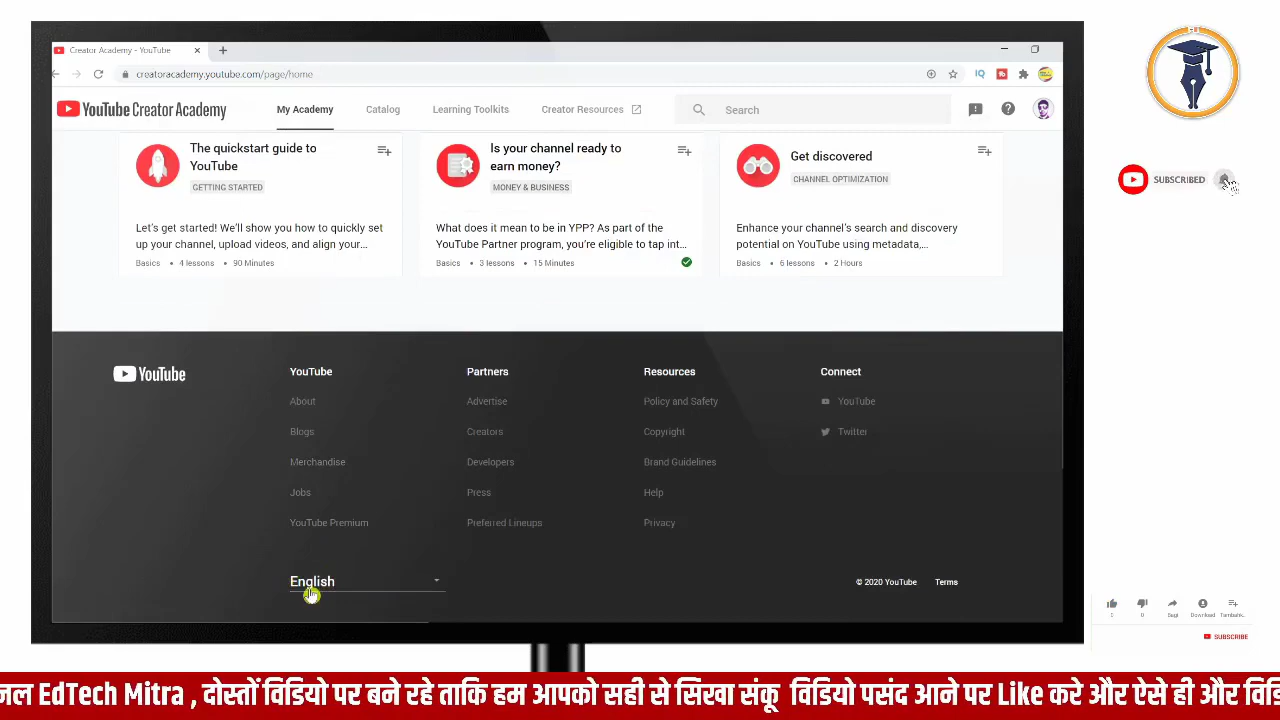 Creator Academy - YouTube
creatoracademy.youtube.com/page/home
IQ
YouTube Creator Academy My Academy Catalog Learning Toolkits Creator Resources Search
The quickstart guide to
YouTube
GETTING STARTED
Let's get started! We'll show you how to quickly set
up your channel, upload videos, and align your...
Basics • 4 lessons • 90 Minutes
Is your channel ready to
earn money?
MONEY & BUSINESS
What does it mean to be in YPP? As part of the
YouTube Partner program, you're eligible to tap int...
Basics • 3 lessons • 15 Minutes
Get discovered
CHANNEL OPTIMIZATION
Enhance your channel's search and discovery
potential on YouTube using metadata,...
Basics • 6 lessons • 2 Hours
SUBSCRIBED
YouTube
YouTube
About
Blogs
Merchandise
Jobs
YouTube Premium
Partners
Advertise
Creators
Developers
Press
Preferred Lineups
Resources
Policy and Safety
Copyright
Brand Guidelines
Help
Privacy
Connect
YouTube
Twitter
English
© 2020 YouTube Terms
0 0 Bagi Download Tambahk..
SUBSCRIBE
नल EdTech Mitra , दोस्तों विडियो पर बने रहे ताकि हम आपको सही से सिखा संकू विडियो पसंद आने पर Like करे और ऐसे ही और विडि